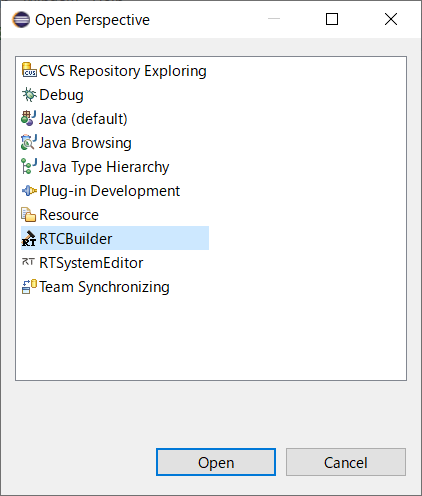 Open Perspective
CVS Repository Exploring
Debug
Java (default)
Java Browsing
Java Type Hierarchy
Plug-in Development
Resource
RTCBuilder
RTSystemEditor
Team Synchronizing
Open
Cancel